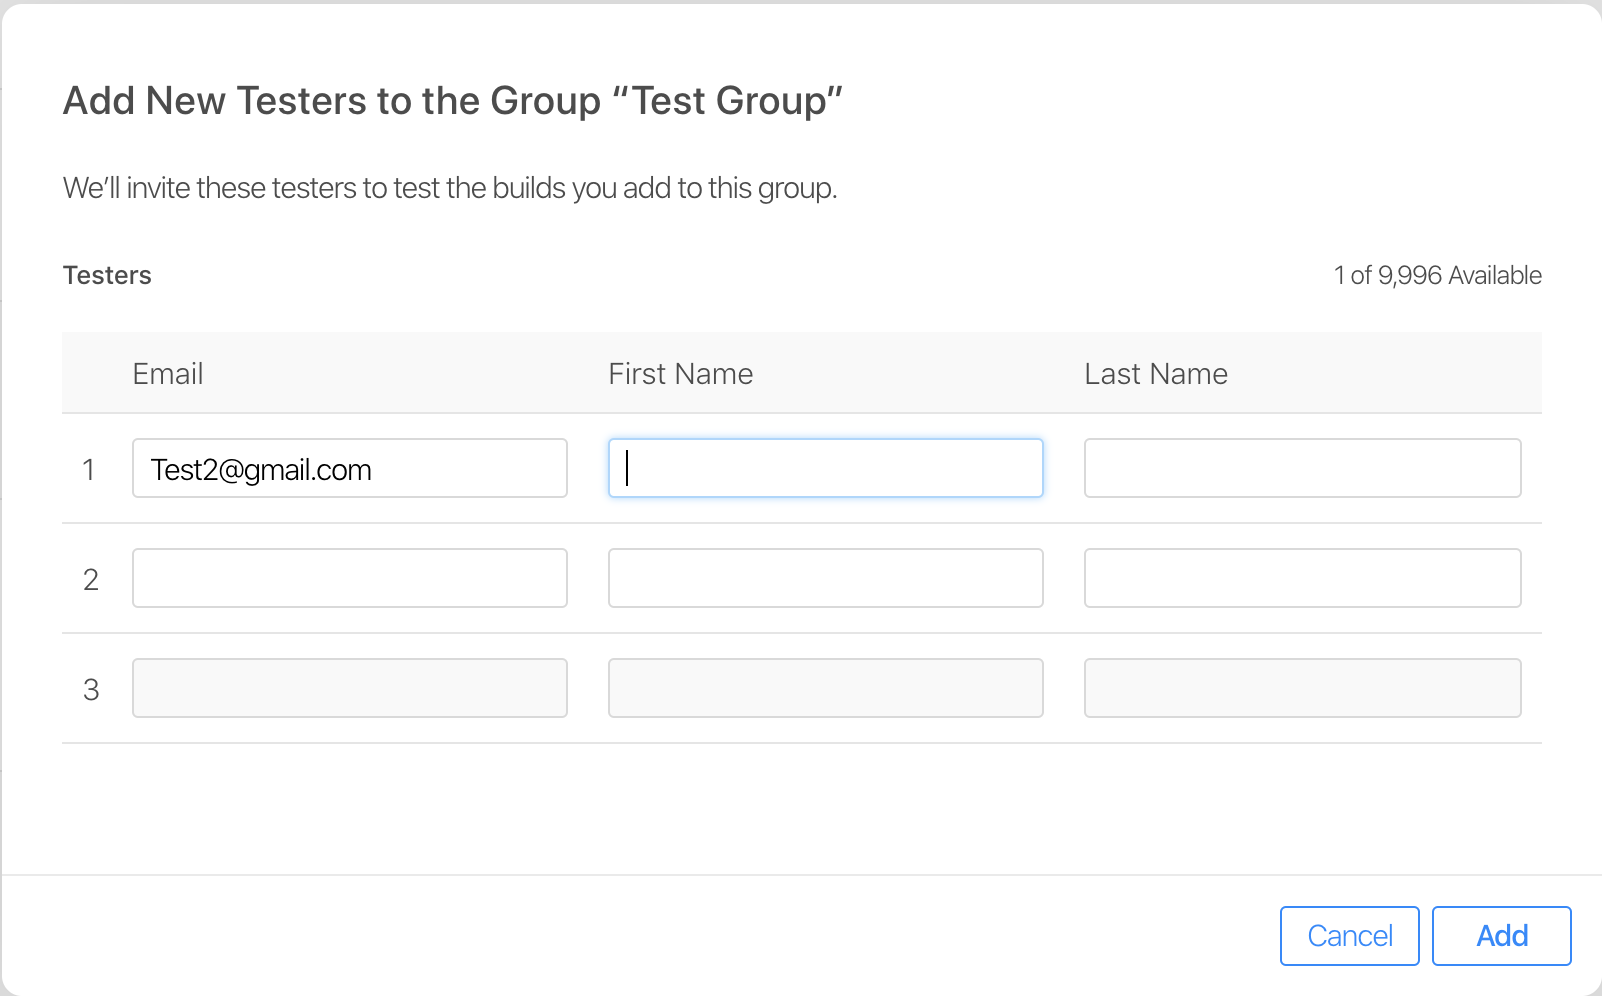 Add New Testers to the Group “Test Group”
We’ll invite these testers to test the builds you add to this group.
Testers 1 of 9,996 Available
Email First Name Last Name
1 Test2@gmail.com
2
3
Cancel Add